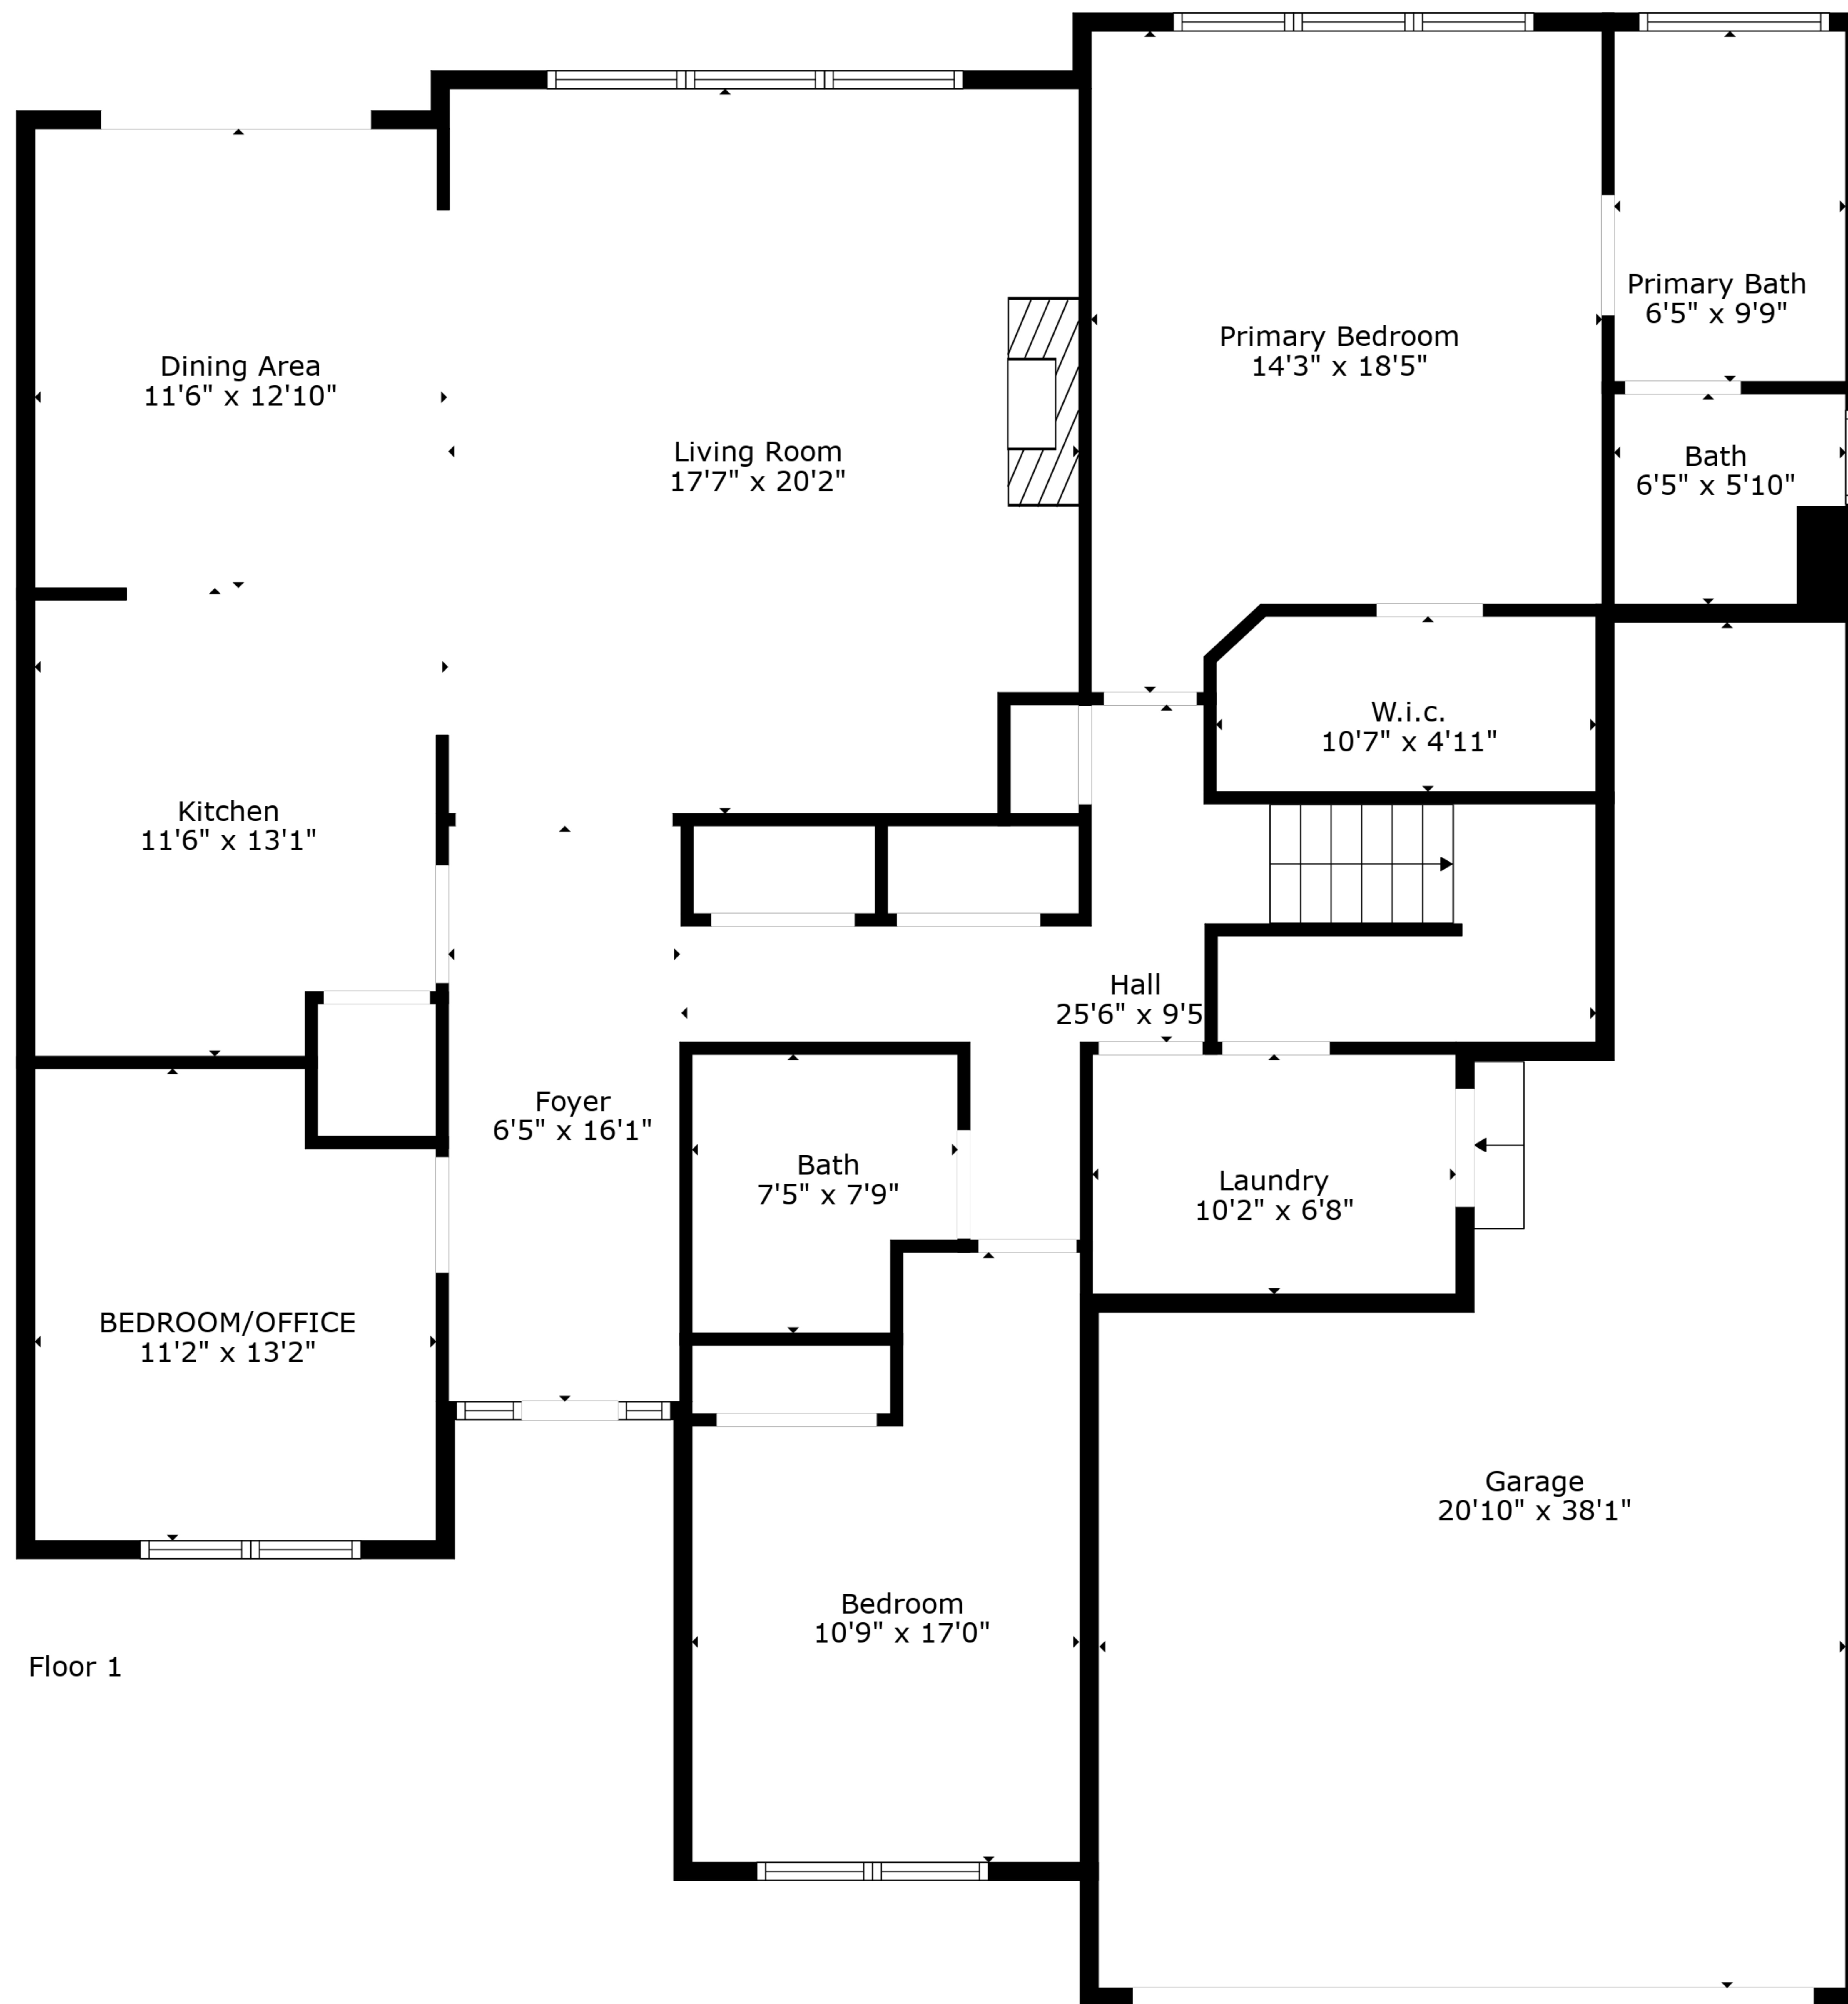 Primary Bath
6'5" x 9'9"
Primary Bedroom
14'3" x 18'5"
Dining Area
11'6" x 12'10"
Living Room
17'7" x 20'2"
Bath
6'5" x 5'10"
W.i.c.
10'7" x 4'11"
Kitchen
11'6" x 13'1"
Hall
25'6" x 9'5
Foyer
6'5" x 16'1"
Bath
7'5" x 7'9"
Laundry
10'2" x 6'8"
BEDROOM/OFFICE
11'2" x 13'2"
Garage
20'10" x 38'1"
Bedroom
10'9" x 17'0"
Floor 1